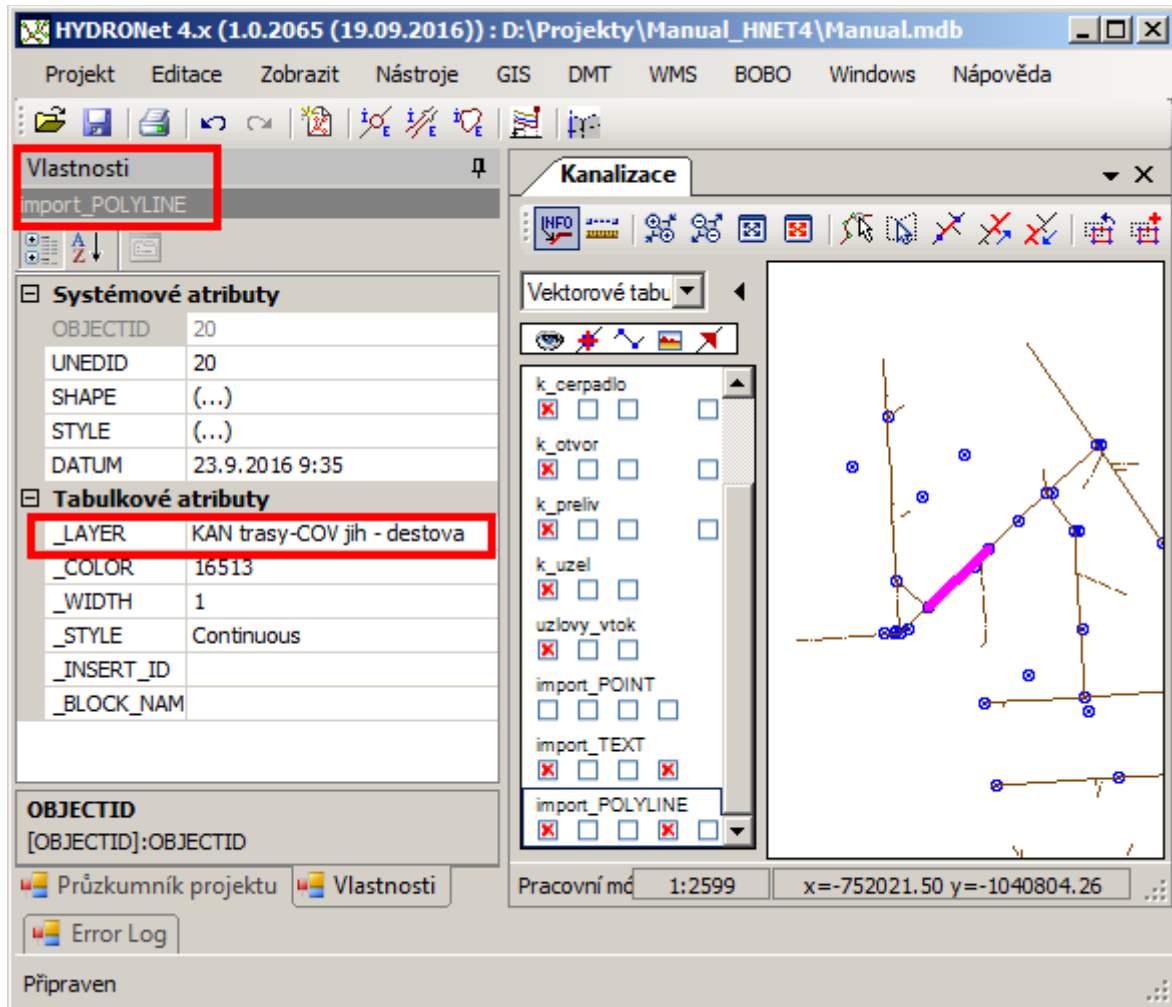 HYDRONet 4.x (1.0.2065 (19.09.2016)) : D:\Projekty\Manual_HNET4\Manual.mdb
Projekt Editace Zobrazit Nástroje GIS DMT WMS BOBO Windows Nápověda
Vlastnosti
import_POLYLINE
Systémové atributy
OBJECTID 20
UNEDID 20
SHAPE (...)
STYLE (...)
DATUM 23.9.2016 9:35
Tabulkové atributy
_LAYER KAN trasy-COV jih - destova
_COLOR 16513
_WIDTH 1
_STYLE Continuous
_INSERT_ID
_BLOCK_NAM
OBJECTID
[OBJECTID]:OBJECTID
Průzkumník projektu Vlastnosti
Kanalizace
INFO
Vektorové tabu
k_cerpadlo
k_otvor
k_preliv
k_uzel
uzlovy_vtok
import_POINT
import_TEXT
import_POLYLINE
Pracovní mó 1:2599 x=-752021.50 y=-1040804.26
Error Log
Připraven